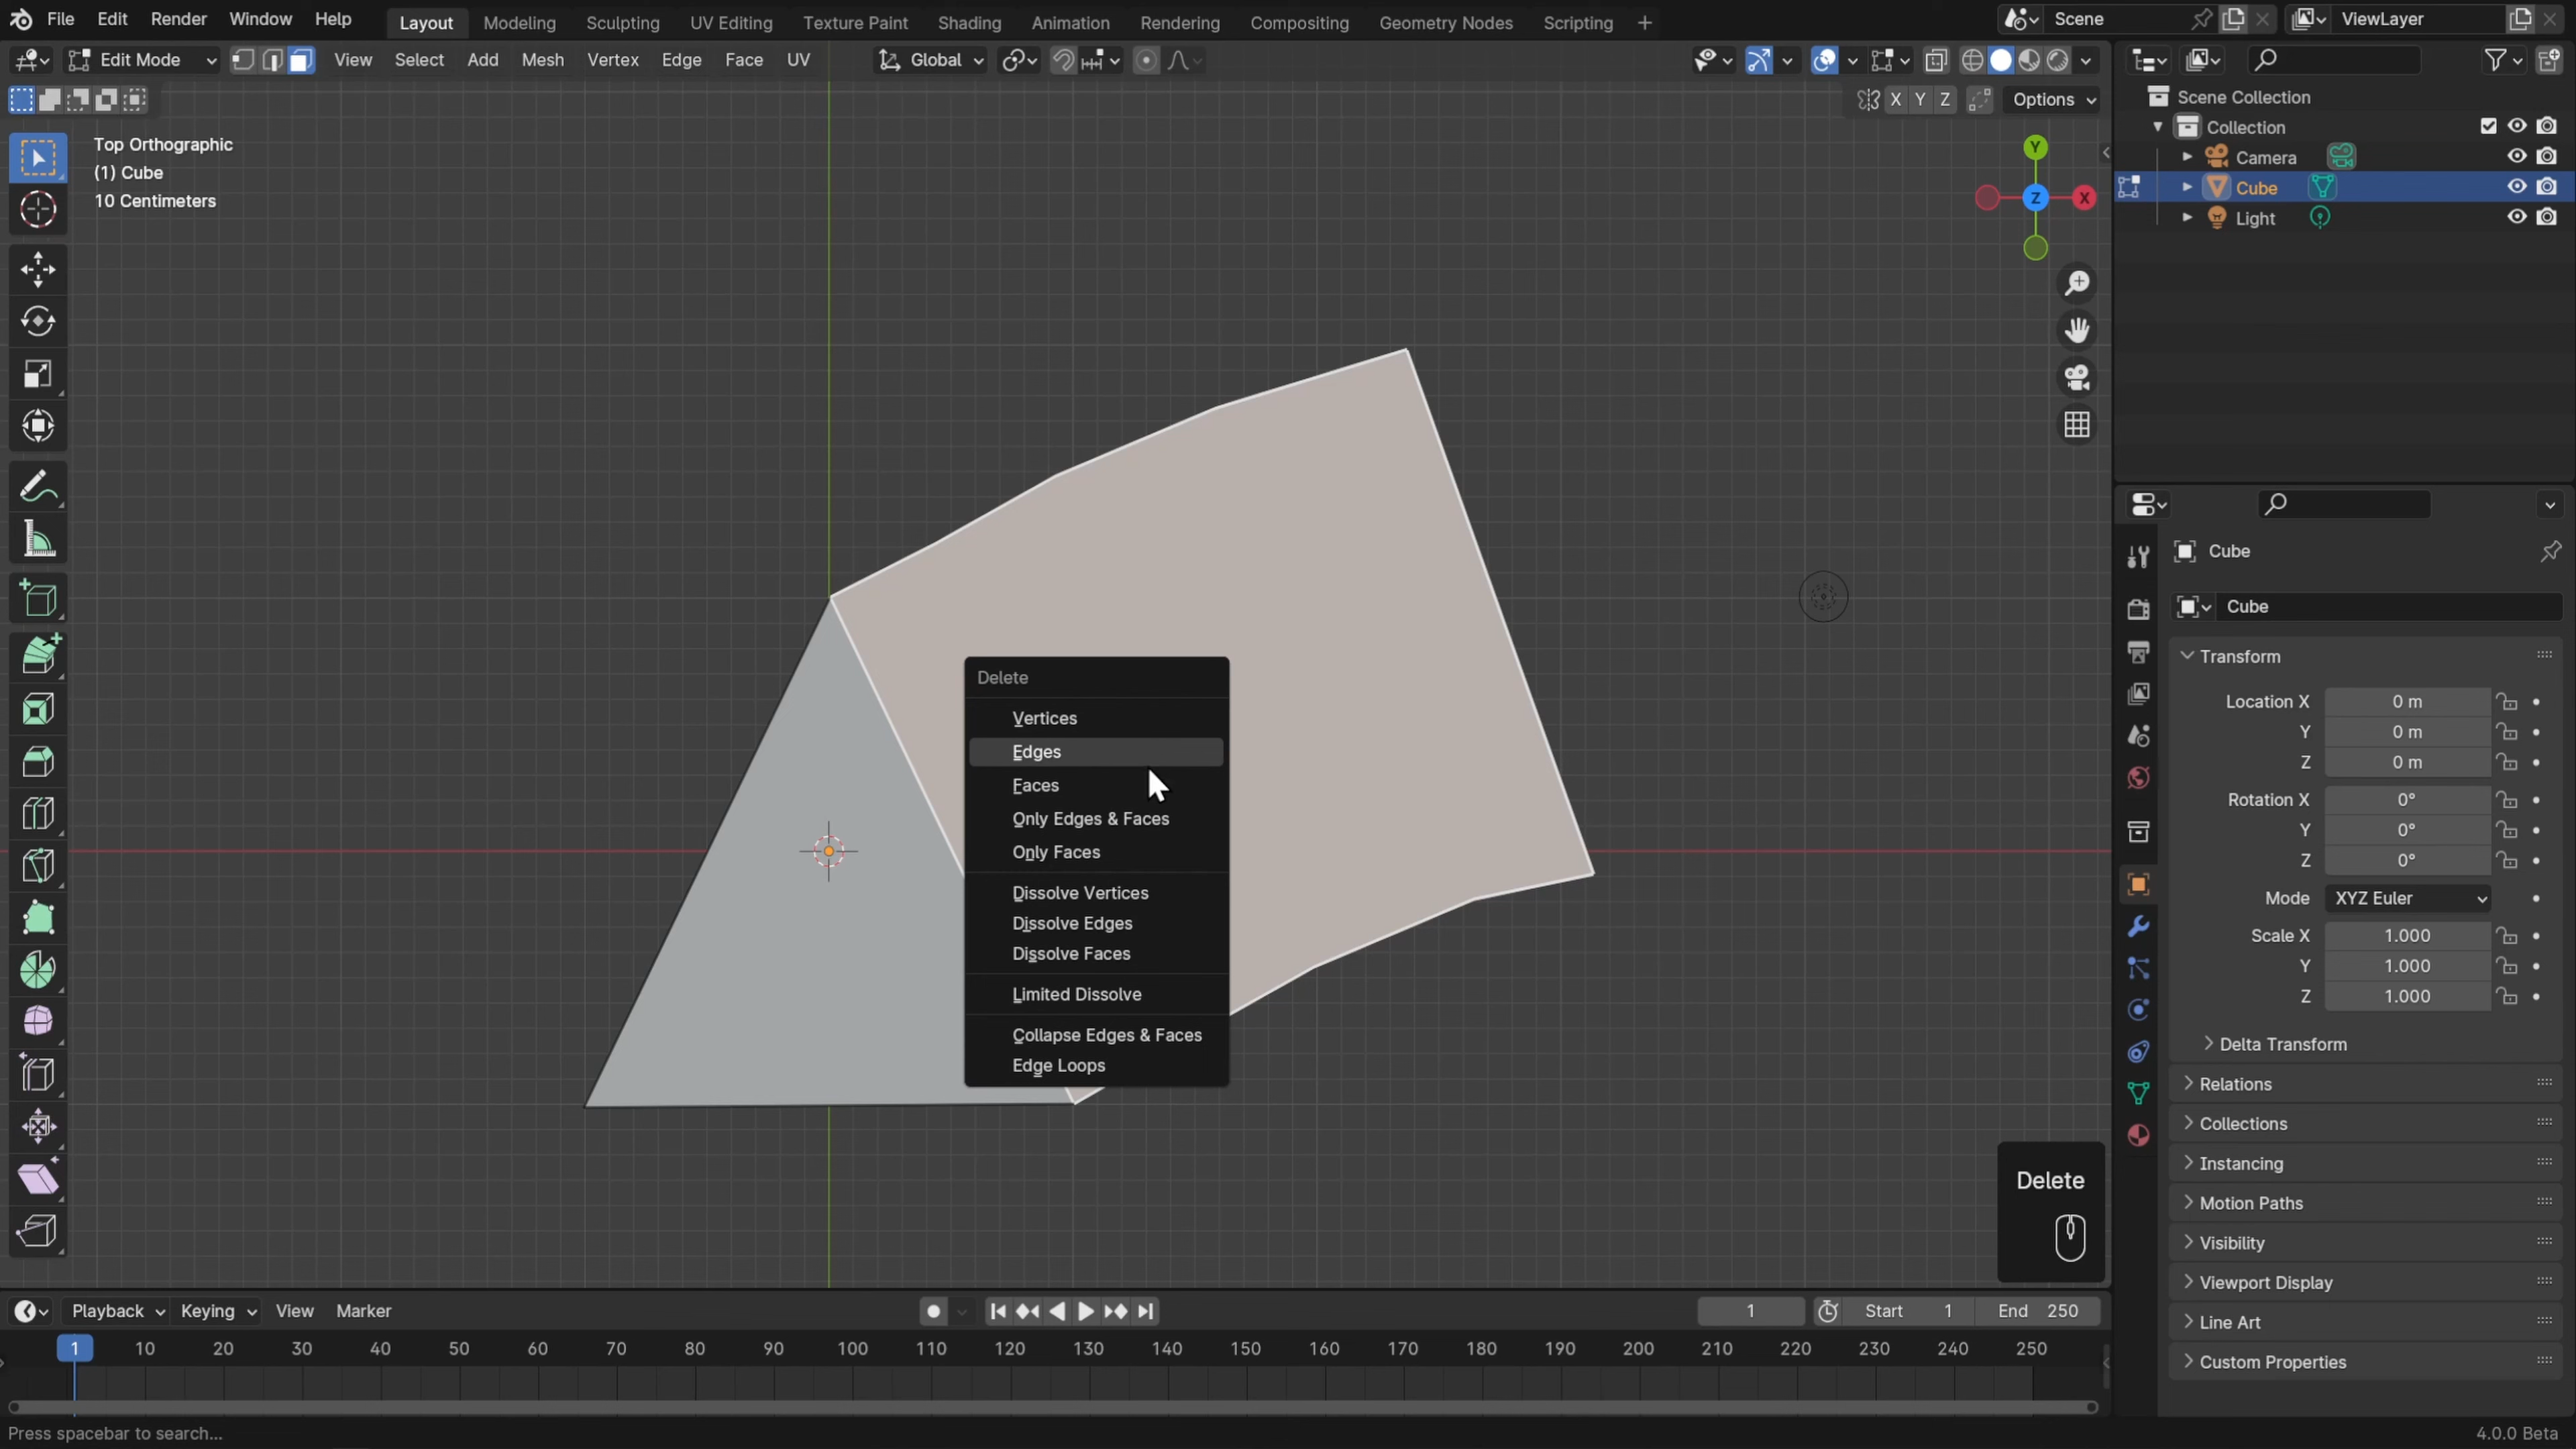 File Edit Render Window Help Layout Modeling Sculpting UV Editing Texture Paint Shading Animation Rendering Compositing Geometry Nodes Scripting + Scene ViewLayer
Edit Mode View Select Add Mesh Vertex Edge Face UV Global
X Y Z Options
Top Orthographic
(1) Cube
10 Centimeters
Y
Z X
Delete
Vertices
Edges
Faces
Only Edges & Faces
Only Faces
Dissolve Vertices
Dissolve Edges
Dissolve Faces
Limited Dissolve
Collapse Edges & Faces
Edge Loops
Delete
Scene Collection
Collection
Camera
Cube
Light
Cube
Cube
Transform
Location X 0 m
Y 0 m
Z 0 m
Rotation X 0°
Y 0°
Z 0°
Mode XYZ Euler
Scale X 1.000
Y 1.000
Z 1.000
Delta Transform
Relations
Collections
Instancing
Motion Paths
Visibility
Viewport Display
Line Art
Custom Properties
Playback Keying View Marker 1 Start 1 End 250
1 10 20 30 40 50 60 70 80 90 100 110 120 130 140 150 160 170 180 190 200 210 220 230 240 250
Press spacebar to search... 4.0.0 Beta